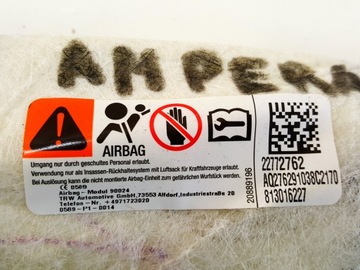 AMPERA
AIRBAG
Umgang nur durch geschultes Personal erlaubt.
Verwendung nur als Insassen-Rückhaltesystem mit Luftsack für Kraftfahrzeuge erlaubt.
Bei Auslösung kann die nicht montierte Airbag-Einheit zum gefährlichen Wurfstück werden.
CE 0589
Airbag-Modul 90024
TRW Automotive GmbH,73553 Alfdorf,Industriestraße 20
Telefon-Nr. +4971723020
0589-P1-0014
20889196
22772762
AQ276291038C2170
813016227